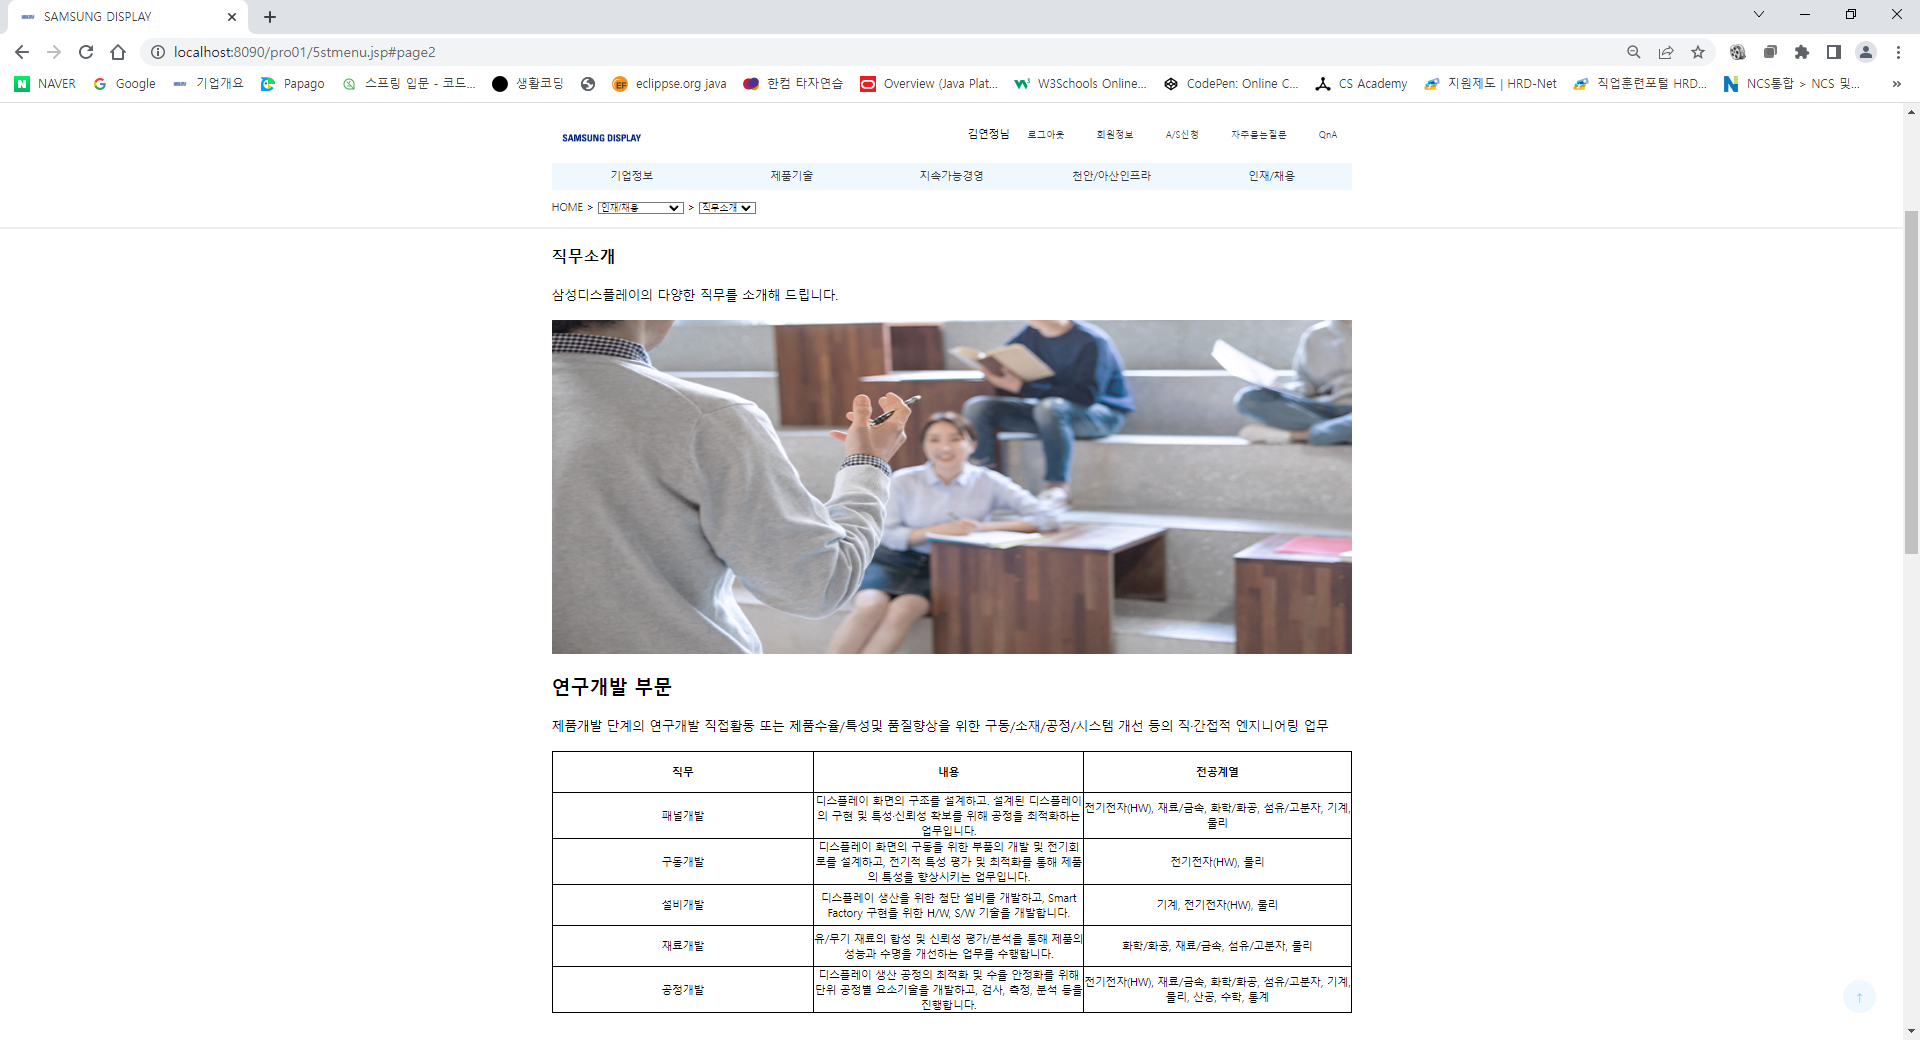 SAMSUNG DISPLAY
localhost:8090/pro01/5stmenu.jsp#page2
NAVER Google 기업개요 Papago 스프링 입문 - 코드... 생활코딩 eclippse.org java 한컴 타자연습 Overview (Java Plat... W3Schools Online... CodePen: Online C... CS Academy 지원제도 | HRD-Net 직업훈련포털 HRD... NCS통합 > NCS 및... »
SAMSUNG DISPLAY 김연정님 로그아웃 회원정보 A/S신청 자주묻는질문 QnA
기업정보 제품기술 지속가능경영 천안/아산인프라 인재/채용
HOME > 인재/채용 > 직무소개
직무소개
삼성디스플레이의 다양한 직무를 소개해 드립니다.
연구개발 부문
제품개발 단계의 연구개발 직접활동 또는 제품수율/특성및 품질향상을 위한 구동/소재/공정/시스템 개선 등의 직·간접적 엔지니어링 업무
직무 내용 전공계열
패널개발
디스플레이 화면의 구조를 설계하고, 설계된 디스플레이
의 구현 및 특성·신뢰성 확보를 위해 공정을 최적화하는
업무입니다.
전기전자(HW), 재료/금속, 화학/화공, 섬유/고분자, 기계,
물리
구동개발
디스플레이 화면의 구동을 위한 부품의 개발 및 전기회
로를 설계하고, 전기적 특성 평가 및 최적화를 통해 제품
의 특성을 향상시키는 업무입니다.
전기전자(HW), 물리
설비개발
디스플레이 생산을 위한 첨단 설비를 개발하고, Smart
Factory 구현을 위한 H/W, S/W 기술을 개발합니다.
기계, 전기전자(HW), 물리
재료개발
유/무기 재료의 합성 및 신뢰성 평가/분석을 통해 제품의
성능과 수명을 개선하는 업무를 수행합니다.
화학/화공, 재료/금속, 섬유/고분자, 물리
공정개발
디스플레이 생산 공정의 최적화 및 수율 안정화를 위해
단위 공정별 요소기술을 개발하고, 검사, 측정, 분석 등을
진행합니다.
전기전자(HW), 재료/금속, 화학/화공, 섬유/고분자, 기계,
물리, 산공, 수학, 통계
↑